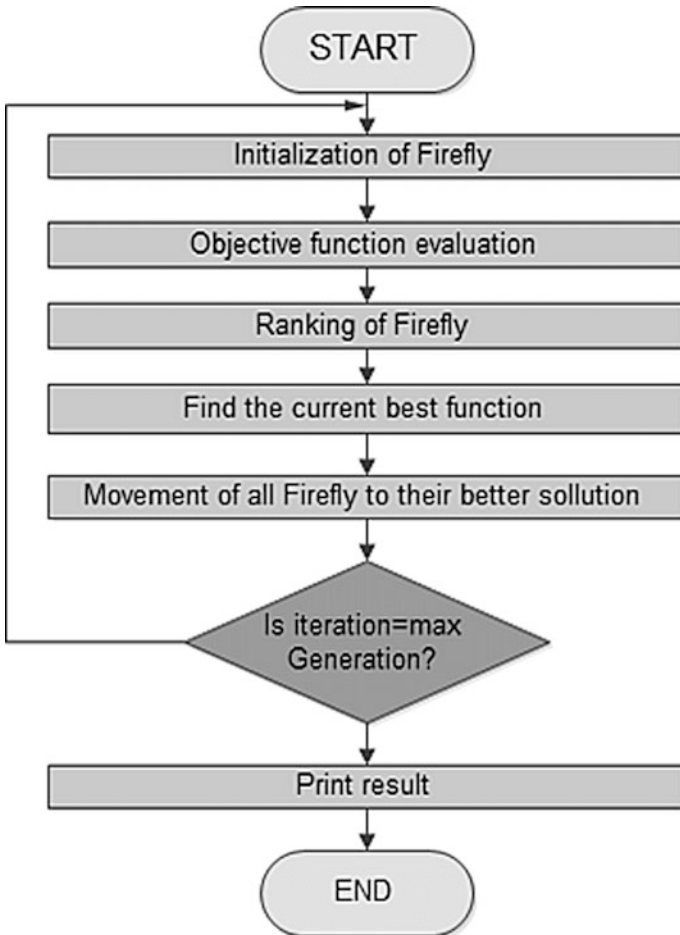 START
Initialization of Firefly
Objective function evaluation
Ranking of Firefly
Find the current best function
Movement of all Firefly to their better sollution
Is iteration=max
Generation?
Print result
END